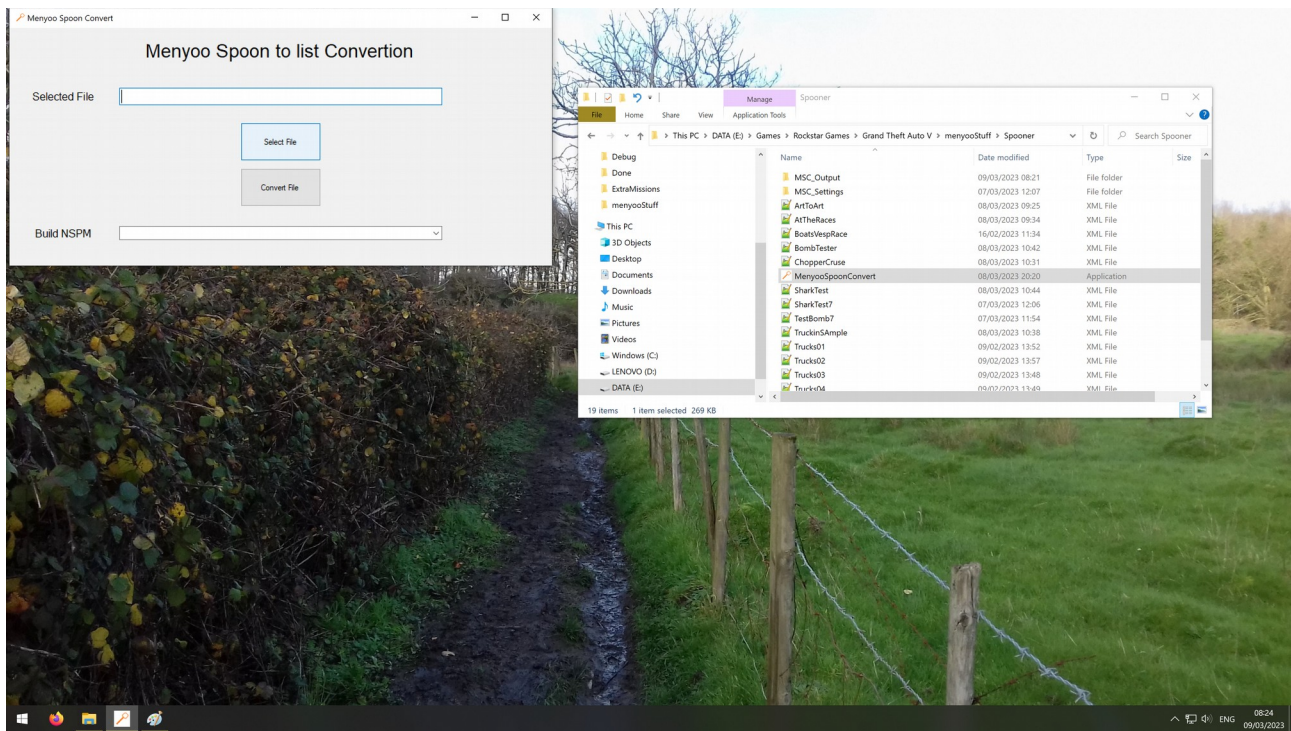 Menyoo Spoon Convert
Menyoo Spoon to list Convertion
Selected File
Select File
Convert File
Build NSPM
Manage
Spooner
File Home Share View Application Tools
This PC > DATA (E:) > Games > Rockstar Games > Grand Theft Auto V > menyooStuff > Spooner
Search Spooner
Debug
Done
ExtraMissions
menyooStuff
This PC
3D Objects
Desktop
Documents
Downloads
Music
Pictures
Videos
Windows (C:)
LENOVO (D:)
DATA (E:)
Name Date modified Type Size
MSC_Output 09/03/2023 08:21 File folder
MSC_Settings 07/03/2023 12:07 File folder
ArtToArt 08/03/2023 09:25 XML File
AtTheRaces 08/03/2023 09:34 XML File
BoatsVespRace 16/02/2023 11:34 XML File
BombTester 08/03/2023 10:42 XML File
ChopperCruse 08/03/2023 10:31 XML File
MenyooSpoonConvert 08/03/2023 20:20 Application
SharkTest 08/03/2023 10:44 XML File
SharkTest7 07/03/2023 12:06 XML File
TestBomb7 07/03/2023 11:54 XML File
TruckinSAmple 08/03/2023 10:38 XML File
Trucks01 09/02/2023 13:52 XML File
Trucks02 09/02/2023 13:57 XML File
Trucks03 09/02/2023 13:48 XML File
Trucks04 09/02/2023 13:49 XML File
19 items 1 item selected 269 KB
ENG
08:24
09/03/2023